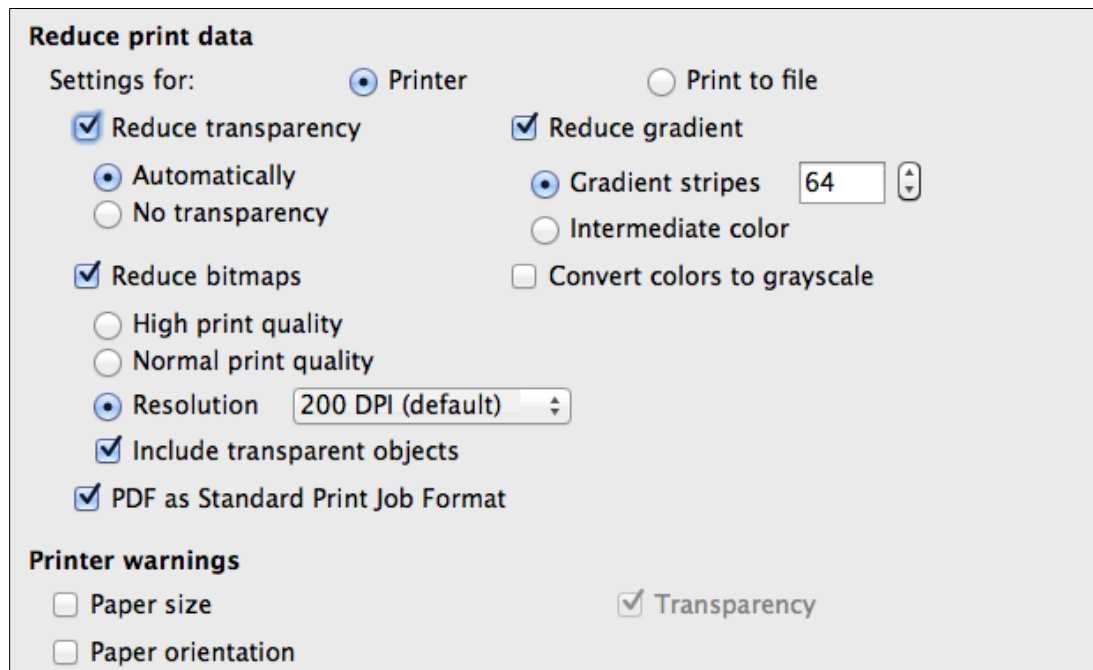 Reduce print data
Settings for: Printer Print to file
Reduce transparency Reduce gradient
Automatically Gradient stripes 64
No transparency Intermediate color
Reduce bitmaps Convert colors to grayscale
High print quality
Normal print quality
Resolution 200 DPI (default)
Include transparent objects
PDF as Standard Print Job Format
Printer warnings
Paper size Transparency
Paper orientation